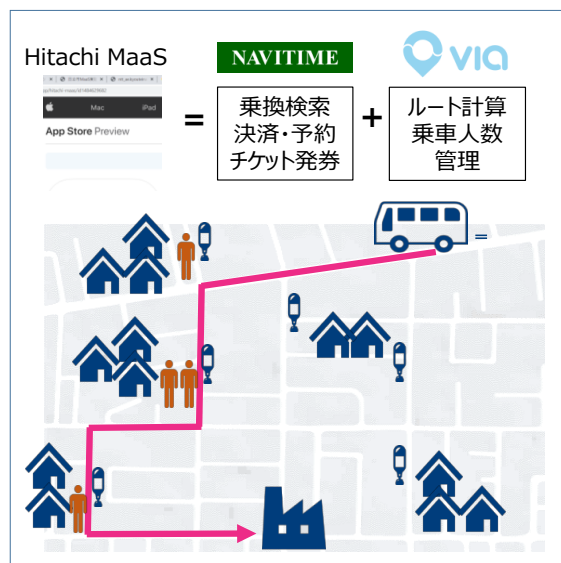 Hitachi MaaS
=
NAVITIME
乗換検索
決済・予約
チケット発券
+
via
ルート計算
乗車人数
管理
Mac
iPad
App Store Preview
=